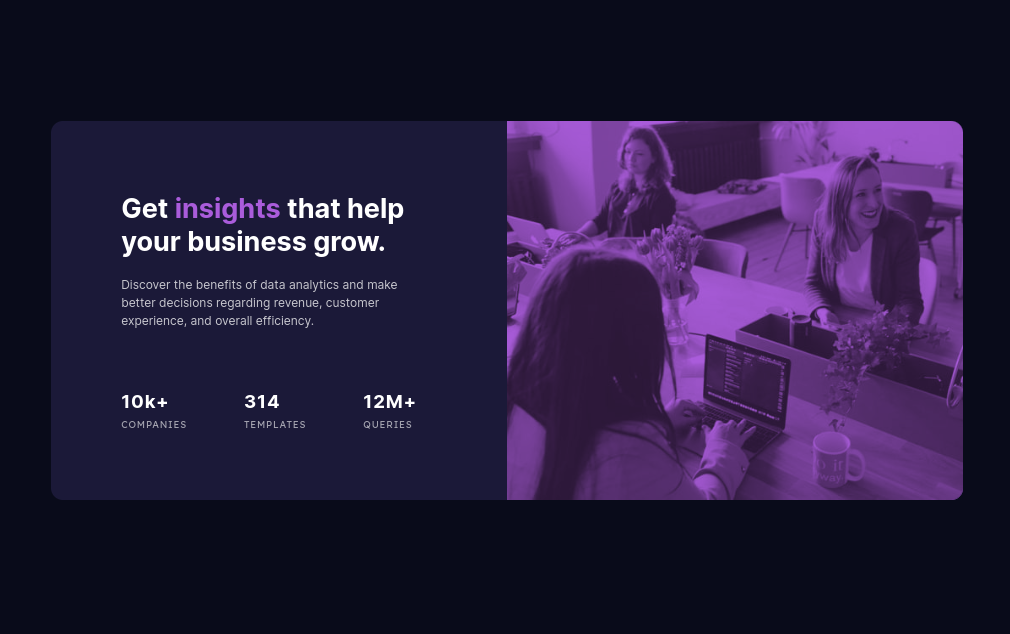 Get insights that help
your business grow.
Discover the benefits of data analytics and make
better decisions regarding revenue, customer
experience, and overall efficiency.
10k+ 314 12M+
COMPANIES TEMPLATES QUERIES